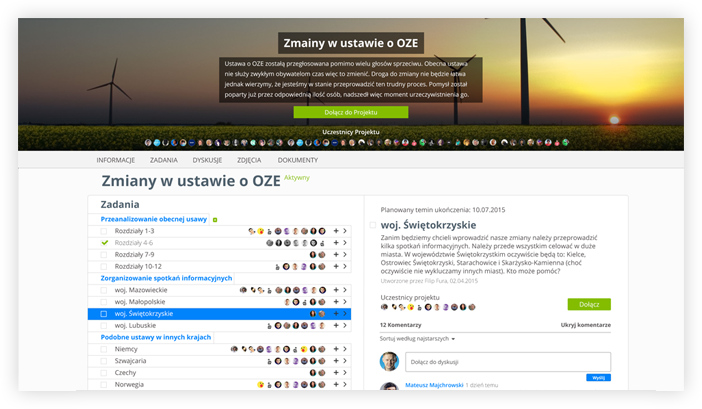 Zmainy w ustawie o OZE
Ustawa o OZE zostają przegłosowana pomimo wielu głosów sprzeciwu. Obecna ustawa
nie służy zwykłym obywatelom czas więc to zmienić. Droga do zmiany nie będzie łatwa
jednak wierzymy, że jesteśmy w stanie przeprowadzić ten trudny proces. Pomysł został
poparty już przez odpowiednią ilość osób, nadszedł więc moment urzeczywistnienia go.
Dołącz do Projektu
Uczestnicy Projektu
INFORMACJE ZADANIA DYSKUSJE ZDJĘCIA DOKUMENTY
Zmiany w ustawie o OZE Aktywny
Zadania
Przeanalizowanie obecnej usawy
Rozdziały 1-3
Rozdziały 4-6
Rozdziały 7-9
Rozdziały 10-12
Zorganizowanie spotkań informacyjnych
woj. Mazowieckie
woj. Małopolskie
woj. Świętokrzyskie
woj. Lubuskie
Podobne ustawy w innych krajach
Niemcy
Szwajcaria
Czechy
Norwegia
Planowany temin ukończenia: 10.07.2015
woj. Świętokrzyskie
Zanim będziemy chcieli wprowadzić nasze zmiany należy przeprowadzić
kilka spotkań informacyjnych. Należy przede wszystkim celować w duże
miasta. W województwie Świętokrzystkim oczywiście będą to: Kielce,
Ostrowiec Świętokrzyski, Starachowice i Skarżysko-Kamienna (choć
oczywiście nie wykluczamy innych miast). Kto może pomóc?
Utworzone przez Filip Fura, 02.04.2015
Uczestnicy projektu
Dołącz
12 Komentarzy Ukryj komentarze
Sortuj według najstarszych
Dołącz do dyskusji
Wyślij
Mateusz Majchrowski 1 dzień temu